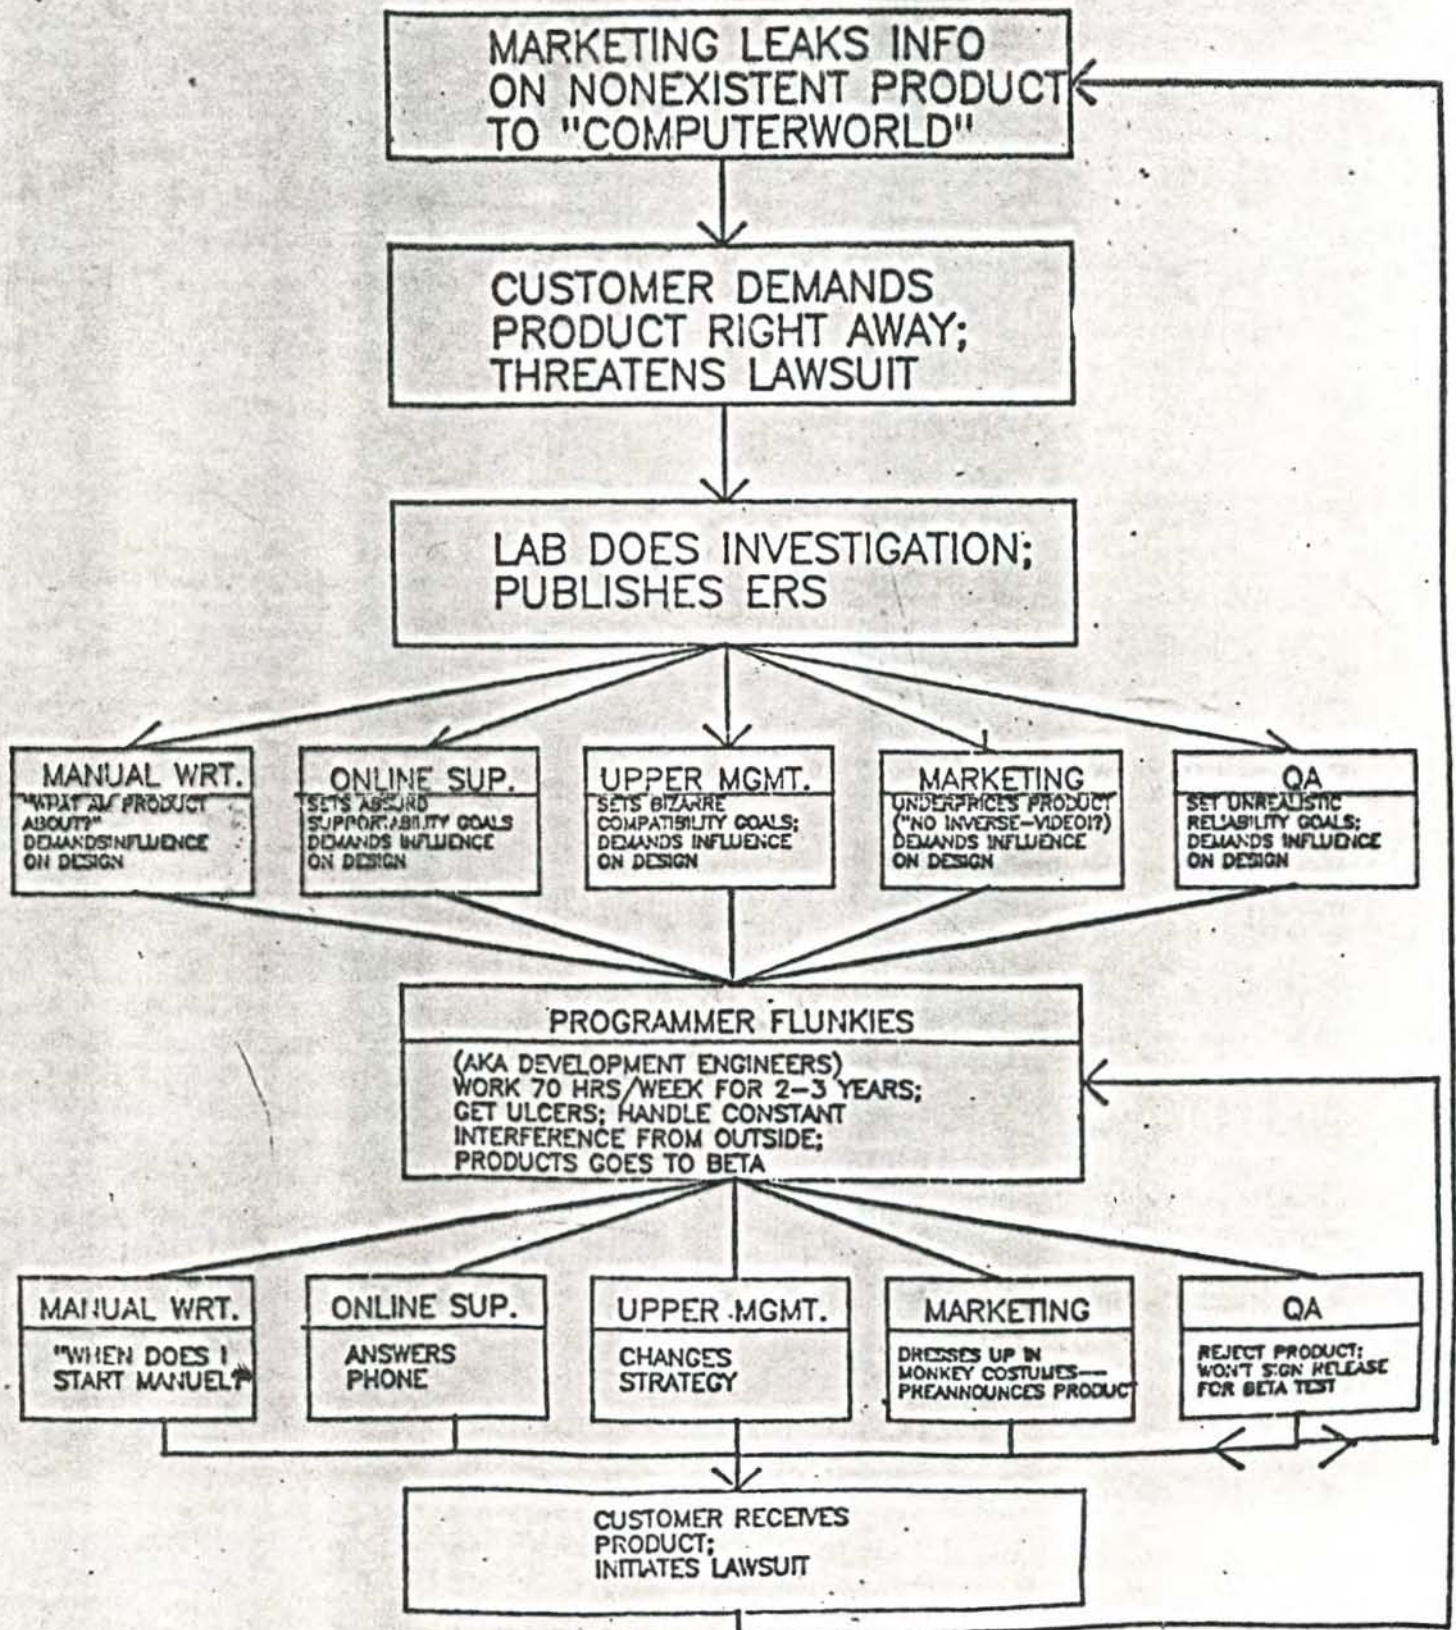 MARKETING LEAKS INFO
ON NONEXISTENT PRODUCT
TO "COMPUTERWORLD"
CUSTOMER DEMANDS
PRODUCT RIGHT AWAY;
THREATENS LAWSUIT
LAB DOES INVESTIGATION;
PUBLISHES ERS
MANUAL WRT.
"WHAT AM PRODUCT
ABOUT?"
DEMANDS INFLUENCE
ON DESIGN
ONLINE SUP.
SETS ABSURD
SUPPORTABILITY GOALS
DEMANDS INFLUENCE
ON DESIGN
UPPER MGMT.
SETS BIZARRE
COMPATIBILITY GOALS;
DEMANDS INFLUENCE
ON DESIGN
MARKETING
UNDERPRICES PRODUCT
("NO INVERSE-VIDEO!?)
DEMANDS INFLUENCE
ON DESIGN
QA
SET UNREALISTIC
RELIABILITY GOALS;
DEMANDS INFLUENCE
ON DESIGN
PROGRAMMER FLUNKIES
(AKA DEVELOPMENT ENGINEERS)
WORK 70 HRS/WEEK FOR 2-3 YEARS;
GET ULCERS; HANDLE CONSTANT
INTERFERENCE FROM OUTSIDE;
PRODUCTS GOES TO BETA
MANUAL WRT.
"WHEN DOES I
START MANUEL?"
ONLINE SUP.
ANSWERS
PHONE
UPPER MGMT.
CHANGES
STRATEGY
MARKETING
DRESSES UP IN
MONKEY COSTUMES--
PREANNOUNCES PRODUCT
QA
REJECT PRODUCT;
WON'T SIGN RELEASE
FOR BETA TEST
CUSTOMER RECEIVES
PRODUCT;
INITIATES LAWSUIT